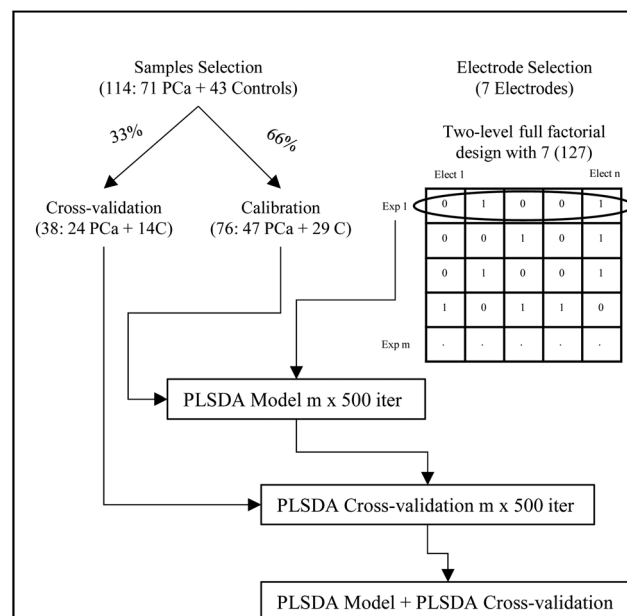 Samples Selection
(114: 71 PCa + 43 Controls)
33%
66%
Cross-validation
(38: 24 PCa + 14C)
Calibration
(76: 47 PCa + 29 C)
Electrode Selection
(7 Electrodes)
Two-level full factorial
design with 7 (127)
Elect 1 Elect n
Exp 1 0 1 0 0 1
0 0 1 0 1
0 1 0 0 1
1 0 1 1 0
Exp m . . . . .
PLSDA Model m x 500 iter
PLSDA Cross-validation m x 500 iter
PLSDA Model + PLSDA Cross-validation